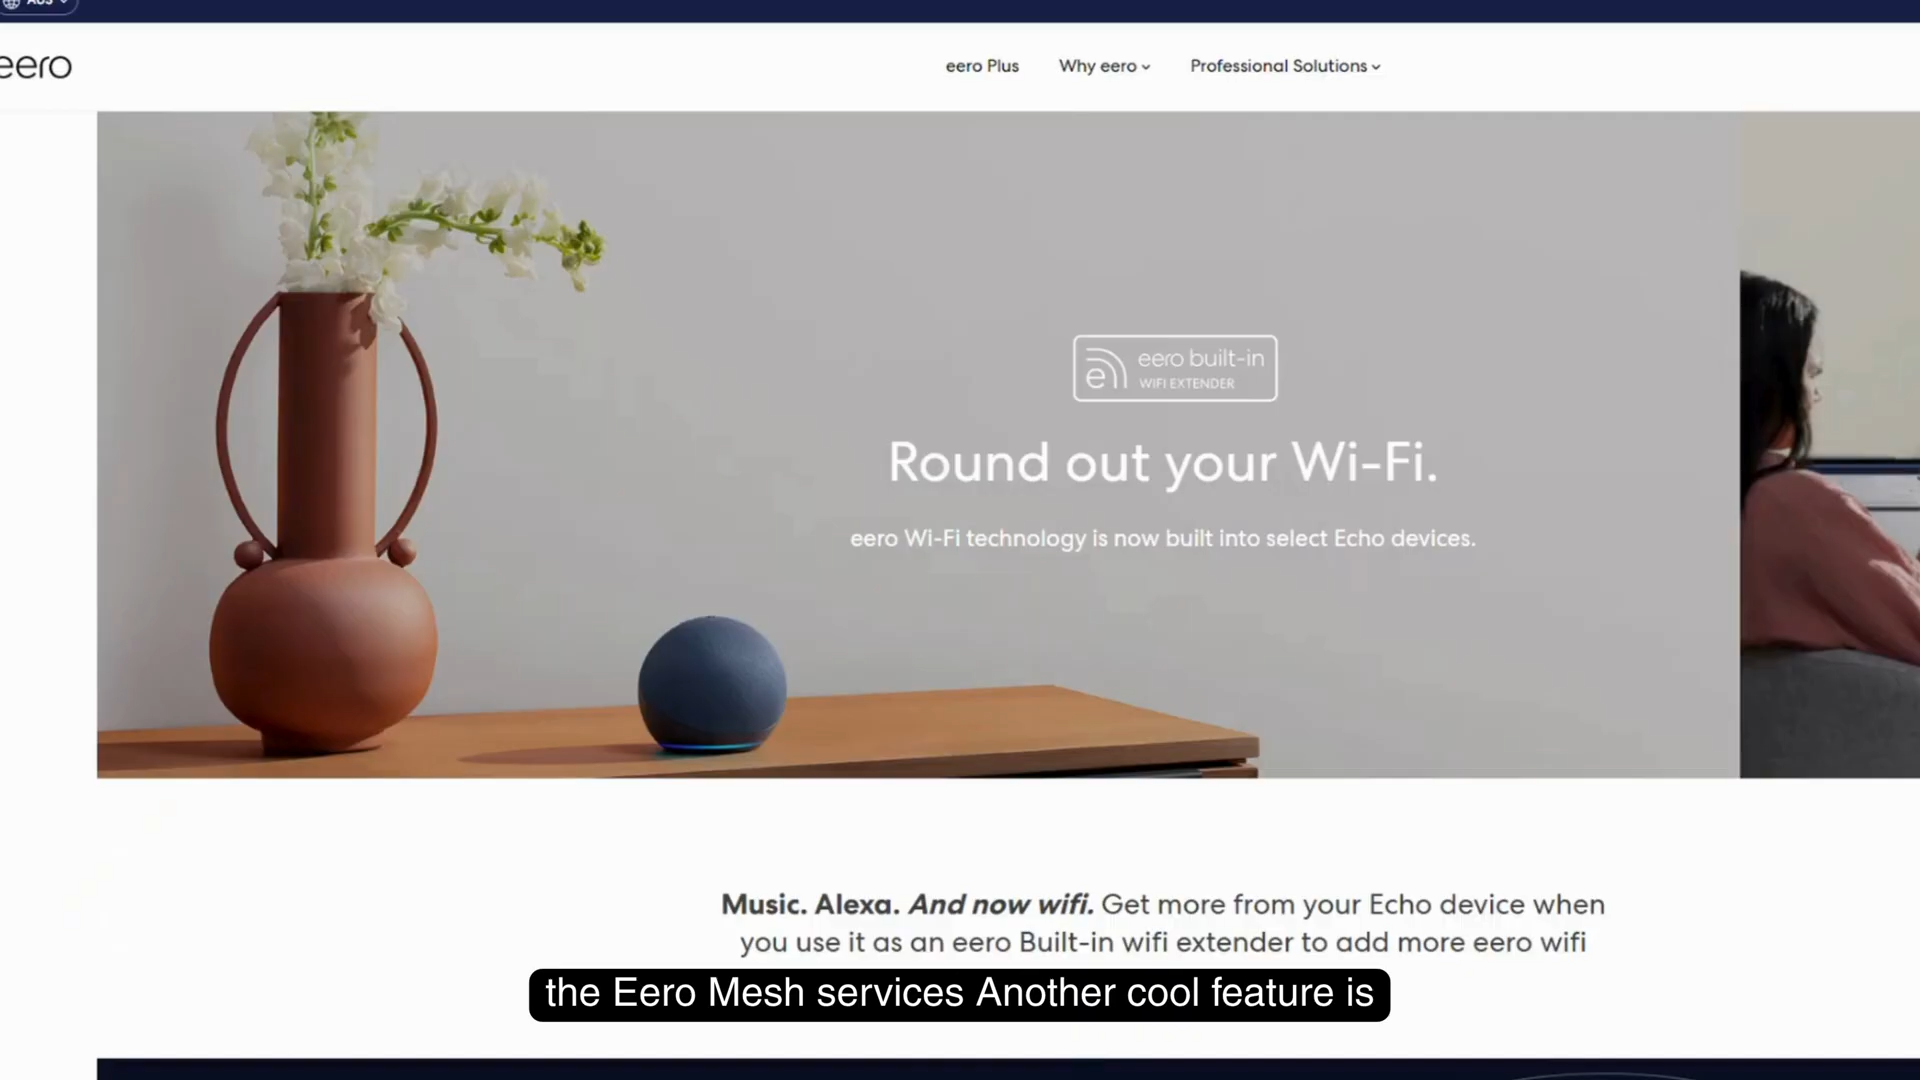 AUS
eero
eero Plus
Why eero
Professional Solutions
eero built-in
WIFI EXTENDER
Round out your Wi-Fi.
eero Wi-Fi technology is now built into select Echo devices.
Music. Alexa. And now wifi. Get more from your Echo device when
you use it as an eero Built-in wifi extender to add more eero wifi
the Eero Mesh services Another cool feature is